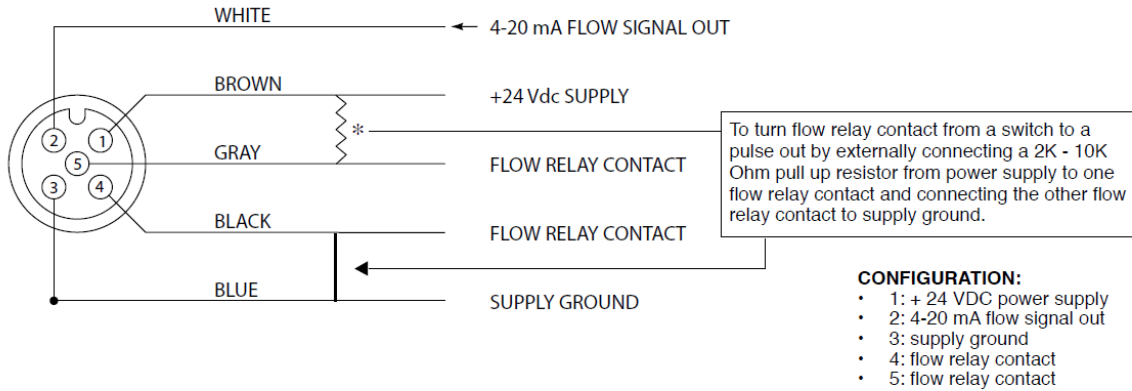 WHITE
4-20 mA FLOW SIGNAL OUT
BROWN
+24 Vdc SUPPLY
*
GRAY
FLOW RELAY CONTACT
BLACK
FLOW RELAY CONTACT
BLUE
SUPPLY GROUND
2
1
5
3
4
To turn flow relay contact from a switch to a
pulse out by externally connecting a 2K - 10K
Ohm pull up resistor from power supply to one
flow relay contact and connecting the other flow
relay contact to supply ground.
CONFIGURATION:
• 1: + 24 VDC power supply
• 2: 4-20 mA flow signal out
• 3: supply ground
• 4: flow relay contact
• 5: flow relay contact